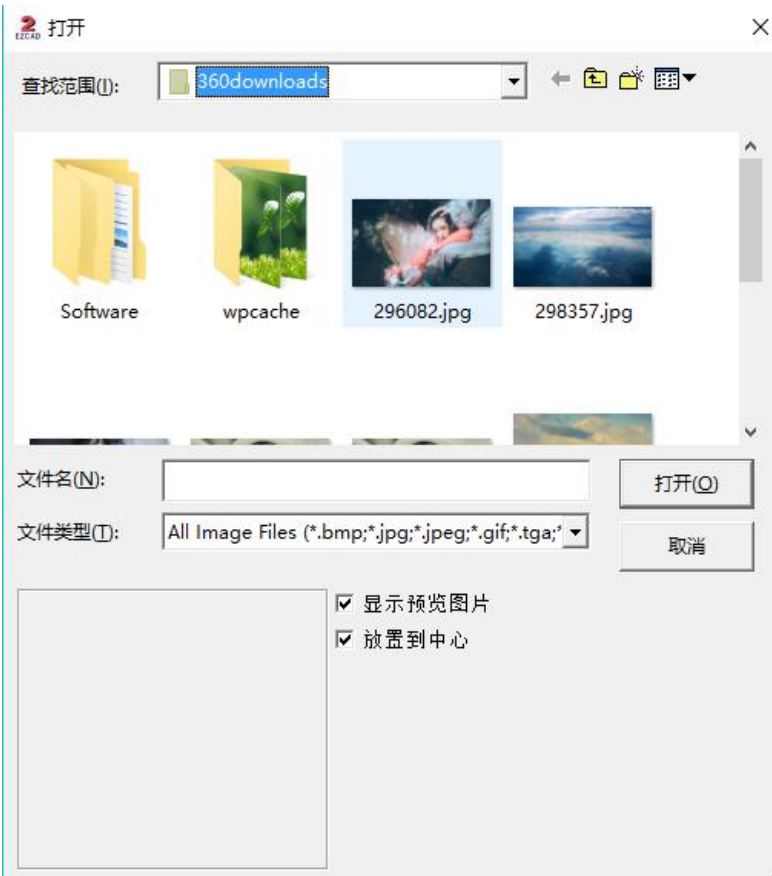 2
EZCAD
打开
查找范围(I):
360downloads
Software
wpcache
296082.jpg
298357.jpg
文件名(N):
打开(O)
文件类型(T):
All Image Files (*.bmp;*.jpg;*.jpeg;*.gif;*.tga;*
取消
显示预览图片
放置到中心